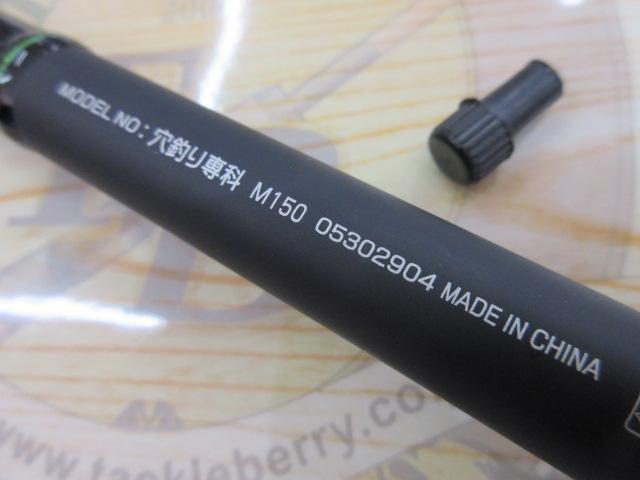 MODEL NO: 穴釣り専科 M150 05302904 MADE IN CHINA
www.tackleberry.co